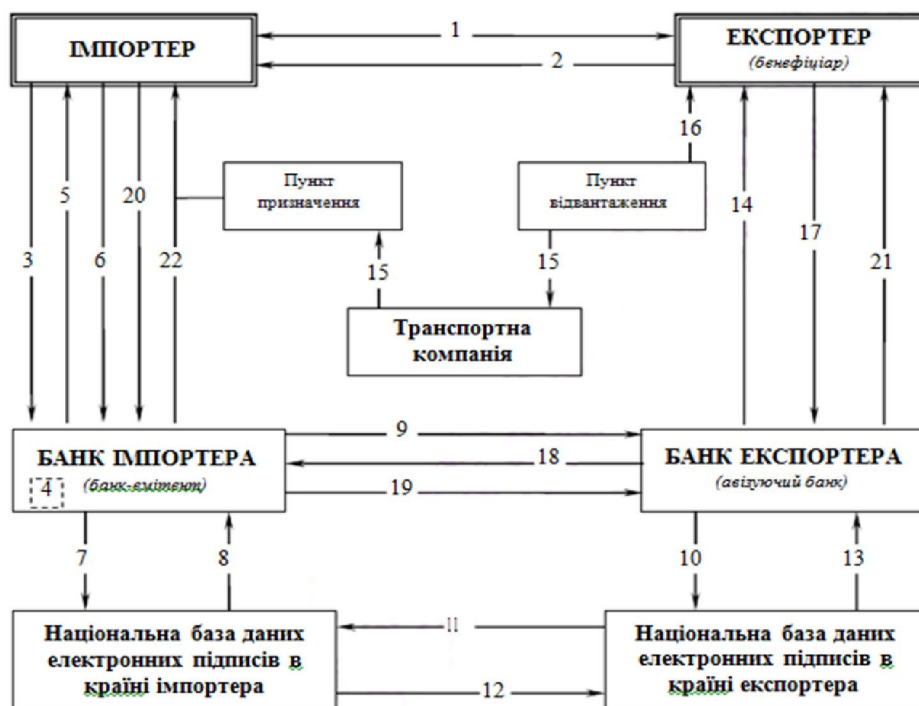 1
ІМПОРТЕР
ЕКСПОРТЕР
(бенефіціар)
2
16
Пункт
призначення
Пункт
відвантаження
3
5
6
20
22
15
15
14
17
21
Транспортна
компанія
9
БАНК ІМПОРТЕРА
(банк-емітент)
4
18
19
БАНК ЕКСПОРТЕРА
(авізуючий банк)
7
8
10
13
Національна база даних
електронних підписів в
країні імпортера
11
12
Національна база даних
електронних підписів в
країні експортера